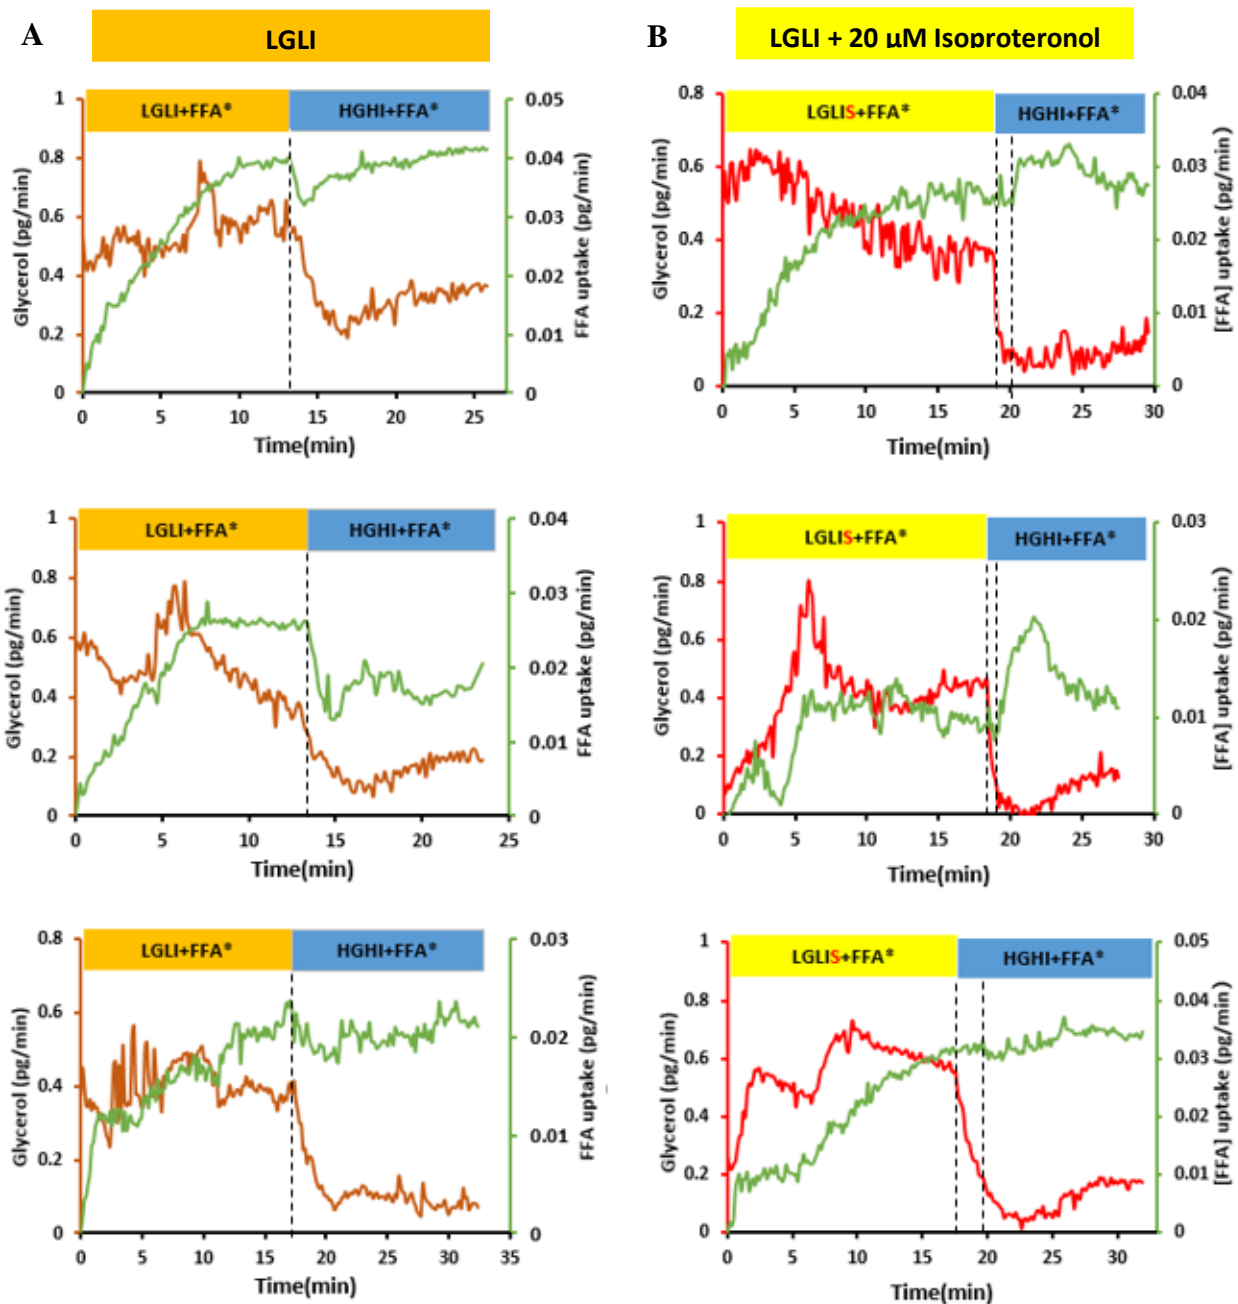 A
LGLI
B
LGLI + 20 µM Isoproteronol
LGLI+FFA*
HGHI+FFA*
1
0.8
0.6
0.4
0.2
0
0.05
0.04
0.03
0.02
0.01
0
Glycerol (pg/min)
FFA uptake (pg/min)
0 5 10 15 20 25
Time(min)
LGLIS+FFA*
HGHI+FFA*
0.8
0.6
0.4
0.2
0
0.04
0.03
0.02
0.01
0
Glycerol (pg/min)
[FFA] uptake (pg/min)
0 5 10 15 20 25 30
Time(min)
LGLI+FFA*
HGHI+FFA*
1
0.8
0.6
0.4
0.2
0
0.04
0.03
0.02
0.01
0
Glycerol (pg/min)
FFA uptake (pg/min)
0 5 10 15 20 25
Time(min)
LGLIS+FFA*
HGHI+FFA*
1
0.8
0.6
0.4
0.2
0
0.03
0.02
0.01
0
Glycerol (pg/min)
[FFA] uptake (pg/min)
0 5 10 15 20 25 30
Time(min)
LGLI+FFA*
HGHI+FFA*
0.8
0.6
0.4
0.2
0
0.03
0.02
0.01
0
Glycerol (pg/min)
FFA uptake (pg/min)
0 5 10 15 20 25 30 35
Time(min)
LGLIS+FFA*
HGHI+FFA*
1
0.8
0.6
0.4
0.2
0
0.05
0.04
0.03
0.02
0.01
0
Glycerol (pg/min)
[FFA] uptake (pg/min)
0 5 10 15 20 25 30
Time(min)